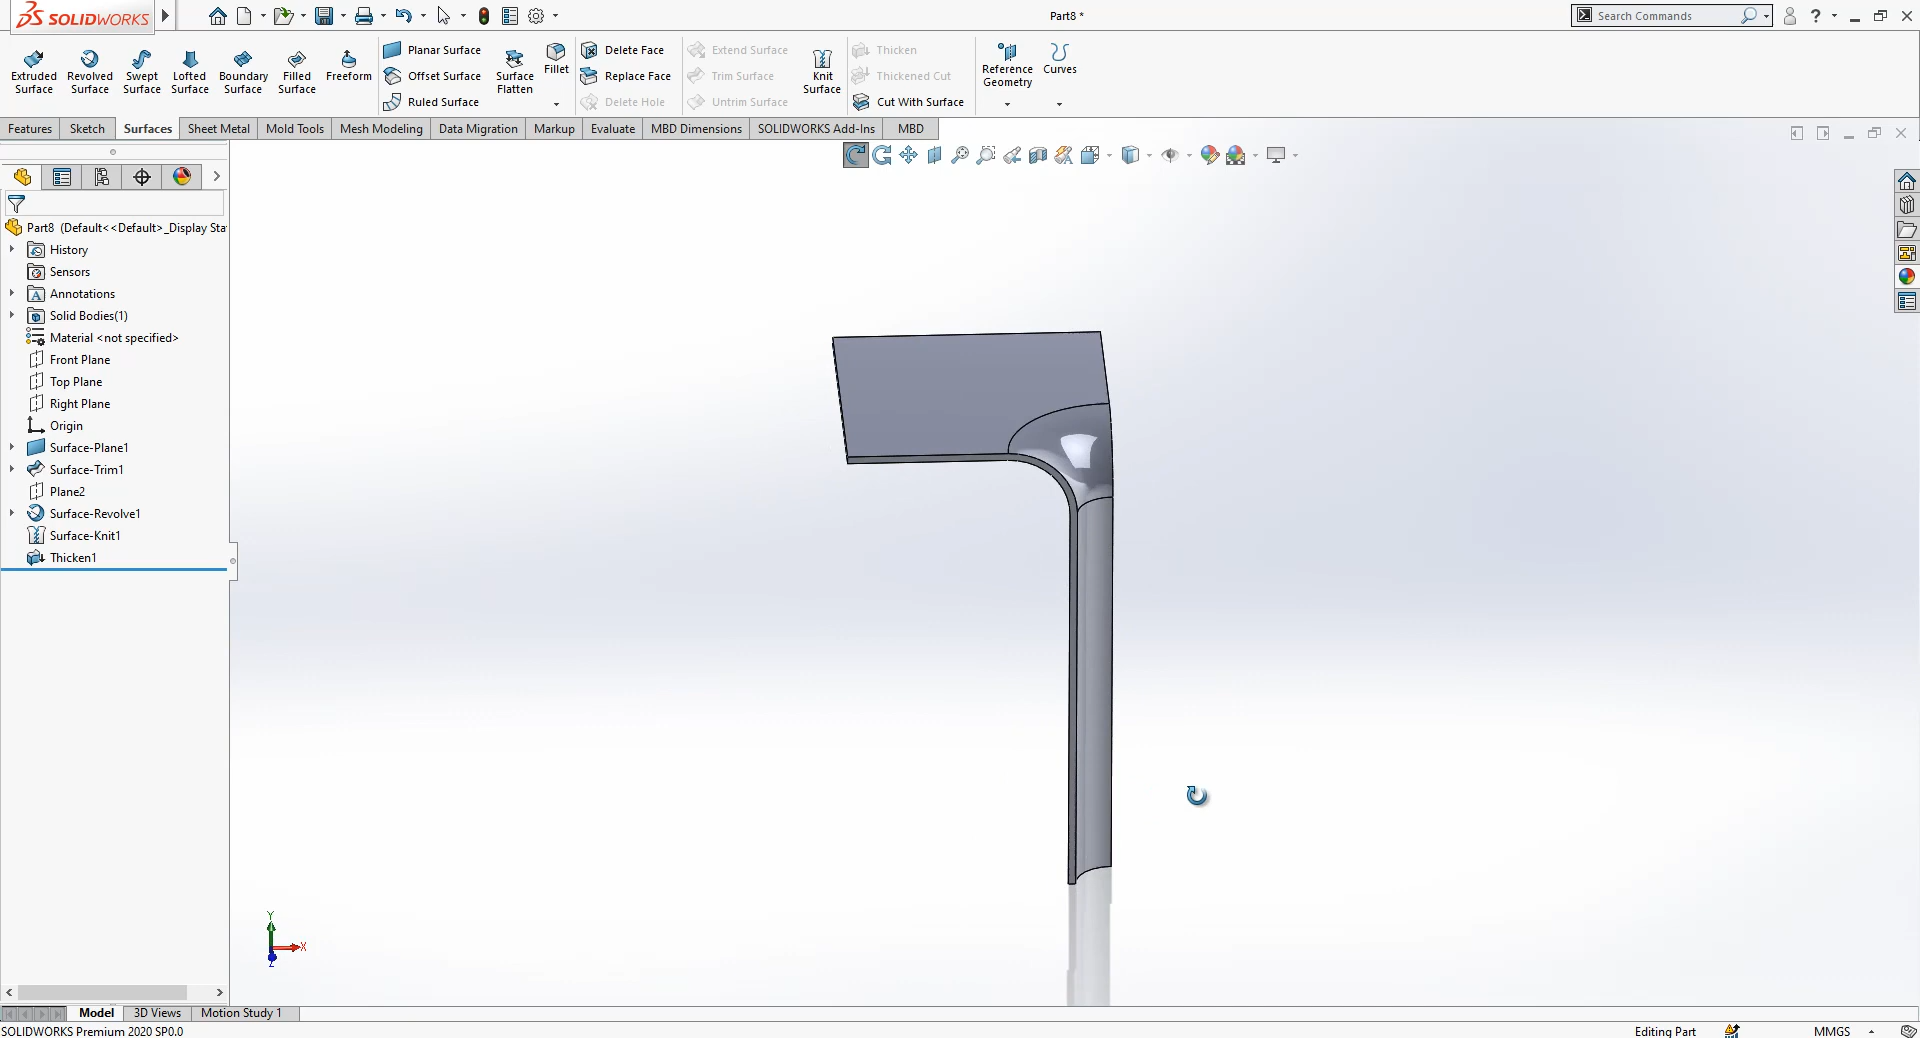 SOLIDWORKS
Part8 *
Search Commands
Extruded Surface
Revolved Surface
Swept Surface
Lofted Surface
Boundary Surface
Filled Surface
Freeform
Planar Surface
Offset Surface
Ruled Surface
Surface Flatten
Fillet
Delete Face
Replace Face
Delete Hole
Extend Surface
Trim Surface
Untrim Surface
Knit Surface
Thicken
Thickened Cut
Cut With Surface
Reference Geometry
Curves
Features
Sketch
Surfaces
Sheet Metal
Mold Tools
Mesh Modeling
Data Migration
Markup
Evaluate
MBD Dimensions
SOLIDWORKS Add-Ins
MBD
Part8 (Default<<Default>_Display Sta
History
Sensors
Annotations
Solid Bodies(1)
Material <not specified>
Front Plane
Top Plane
Right Plane
Origin
Surface-Plane1
Surface-Trim1
Plane2
Surface-Revolve1
Surface-Knit1
Thicken1
Y
X
Z
Model
3D Views
Motion Study 1
SOLIDWORKS Premium 2020 SP0.0
Editing Part
MMGS